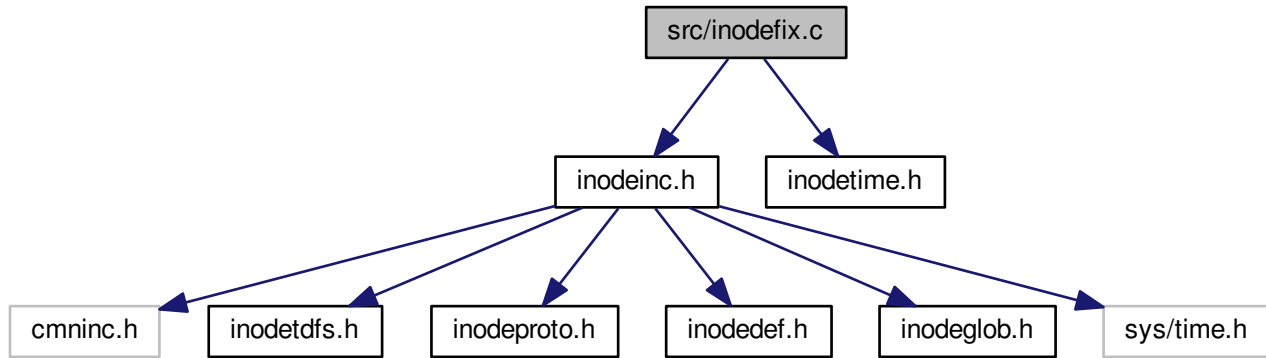 src/inodefix.c
inodeinc.h
inodetime.h
cmninc.h
inodetdfs.h
inodeproto.h
inodedef.h
inodeglob.h
sys/time.h